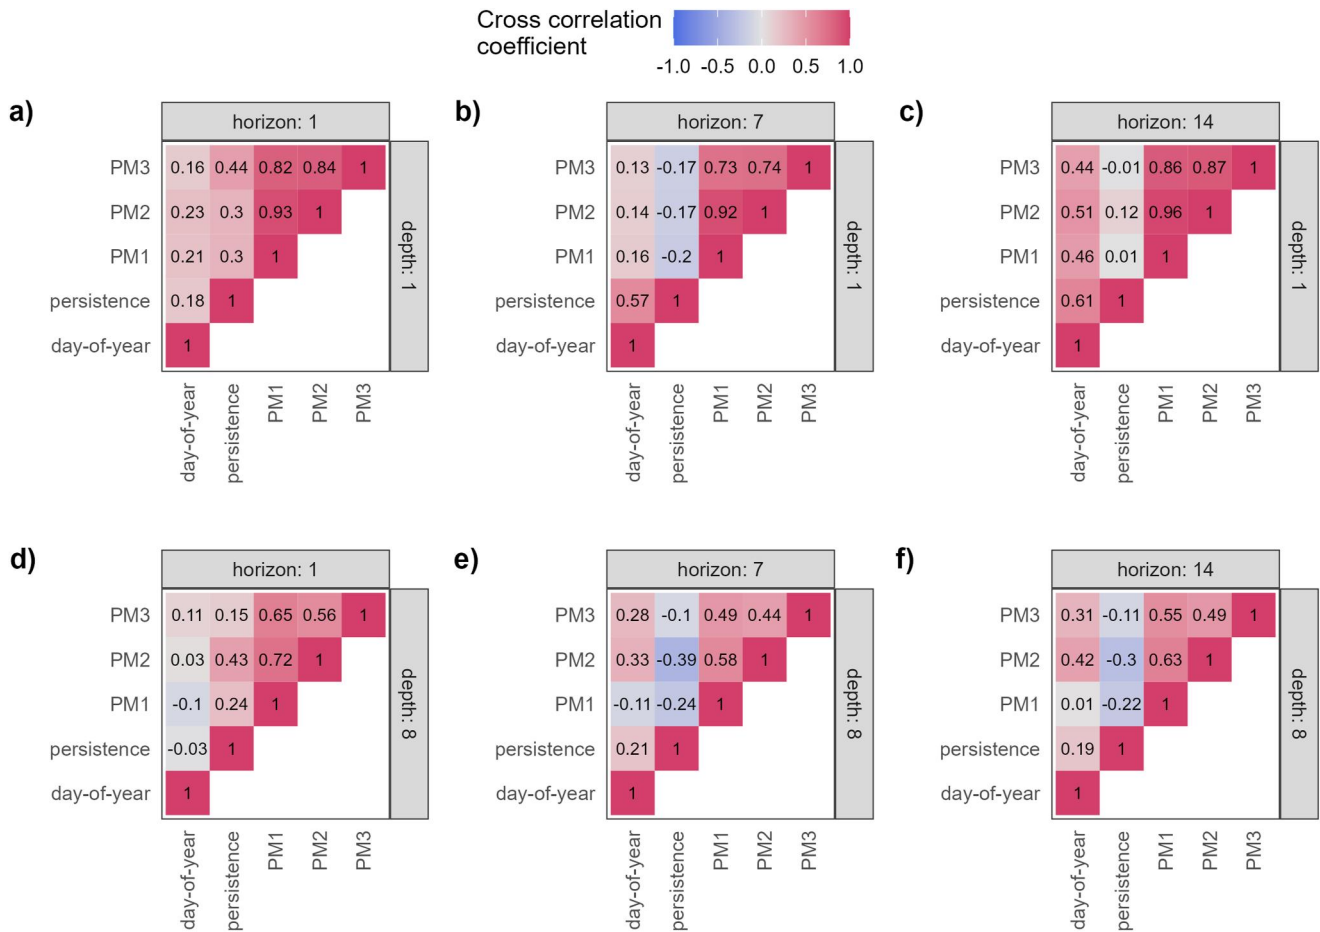 Cross correlation
coefficient
-1.0 -0.5 0.0 0.5 1.0
a)
horizon: 1
depth: 1
PM3 0.16 0.44 0.82 0.84 1
PM2 0.23 0.3 0.93 1
PM1 0.21 0.3 1
persistence 0.18 1
day-of-year 1
day-of-year persistence PM1 PM2 PM3
b)
horizon: 7
depth: 1
0.13 -0.17 0.73 0.74 1
PM3
0.14 -0.17 0.92 1
PM2
0.16 -0.2 1
PM1
0.57 1
persistence
1
day-of-year
day-of-year persistence PM1 PM2 PM3
c)
horizon: 14
depth: 1
PM3 0.44 -0.01 0.86 0.87 1
PM2 0.51 0.12 0.96 1
PM1 0.46 0.01 1
persistence 0.61 1
day-of-year 1
day-of-year persistence PM1 PM2 PM3
d)
horizon: 1
depth: 8
PM3 0.11 0.15 0.65 0.56 1
PM2 0.03 0.43 0.72 1
PM1 -0.1 0.24 1
persistence -0.03 1
day-of-year 1
day-of-year persistence PM1 PM2 PM3
e)
horizon: 7
depth: 8
PM3 0.28 -0.1 0.49 0.44 1
PM2 0.33 -0.39 0.58 1
PM1 -0.11 -0.24 1
persistence 0.21 1
day-of-year 1
day-of-year persistence PM1 PM2 PM3
f)
horizon: 14
depth: 8
PM3 0.31 -0.11 0.55 0.49 1
PM2 0.42 -0.3 0.63 1
PM1 0.01 -0.22 1
persistence 0.19 1
day-of-year 1
day-of-year persistence PM1 PM2 PM3